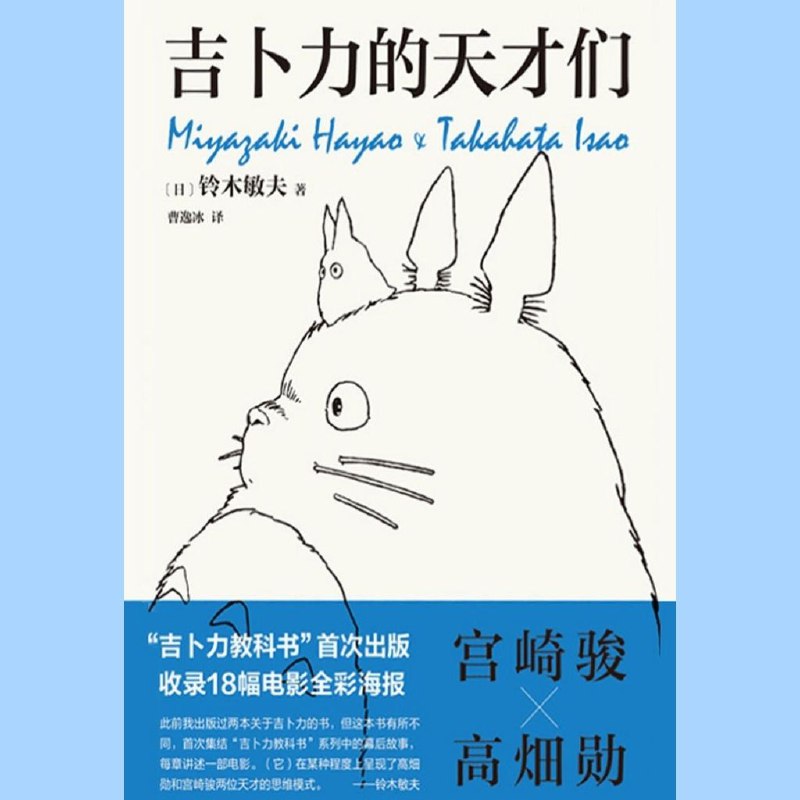 吉卜力的天才们
Miyazaki Hayao & Takahata Isao
〔日〕铃木敏夫 著
曹逸冰 译
“吉卜力教科书”首次出版
收录18幅电影全彩海报
此前我出版过两本关于吉卜力的书，但这本书有所不
同，首次集结“吉卜力教科书”系列中的幕后故事，
每章讲述一部电影。（它）在某种程度上呈现了高畑
勋和宫崎骏两位天才的思维模式。 ——铃木敏夫
宫崎骏
×
高畑勋